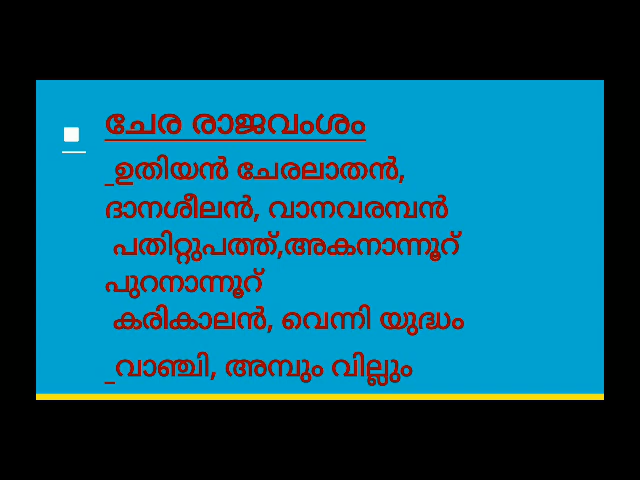 ചേര രാജവംശം
_ഉതിയൻ ചേരലാതൻ,
ദാനശീലൻ, വാനവരമ്പൻ
പതിറ്റുപത്ത്,അകനാന്നൂറ്
പുറനാന്നൂറ്
കരികാലൻ, വെന്നി യുദ്ധം
_വാഞ്ചി, അമ്പും വില്ലും